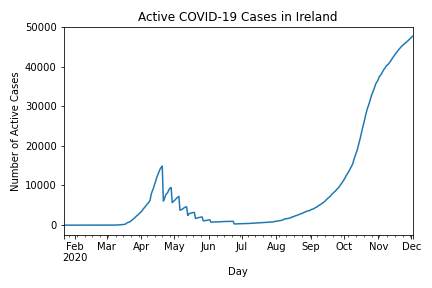 Active COVID-19 Cases in Ireland
Number of Active Cases
50000
40000
30000
20000
10000
0
Feb Mar Apr May Jun Jul Aug Sep Oct Nov Dec
2020
Day